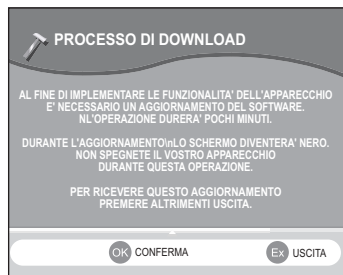 PROCESSO DI DOWNLOAD
AL FINE DI IMPLEMENTARE LE FUNZIONALITA' DELL'APPARECCHIO
E' NECESSARIO UN AGGIORNAMENTO DEL SOFTWARE.
NL'OPERAZIONE DURERA' POCHI MINUTI.
DURANTE L'AGGIORNAMENTO\nLO SCHERMO DIVENTERA' NERO.
NON SPEGNETE IL VOSTRO APPARECCHIO
DURANTE QUESTA OPERAZIONE.
PER RICEVERE QUESTO AGGIORNAMENTO
PREMERE ALTRIMENTI USCITA.
OK CONFERMA Ex USCITA